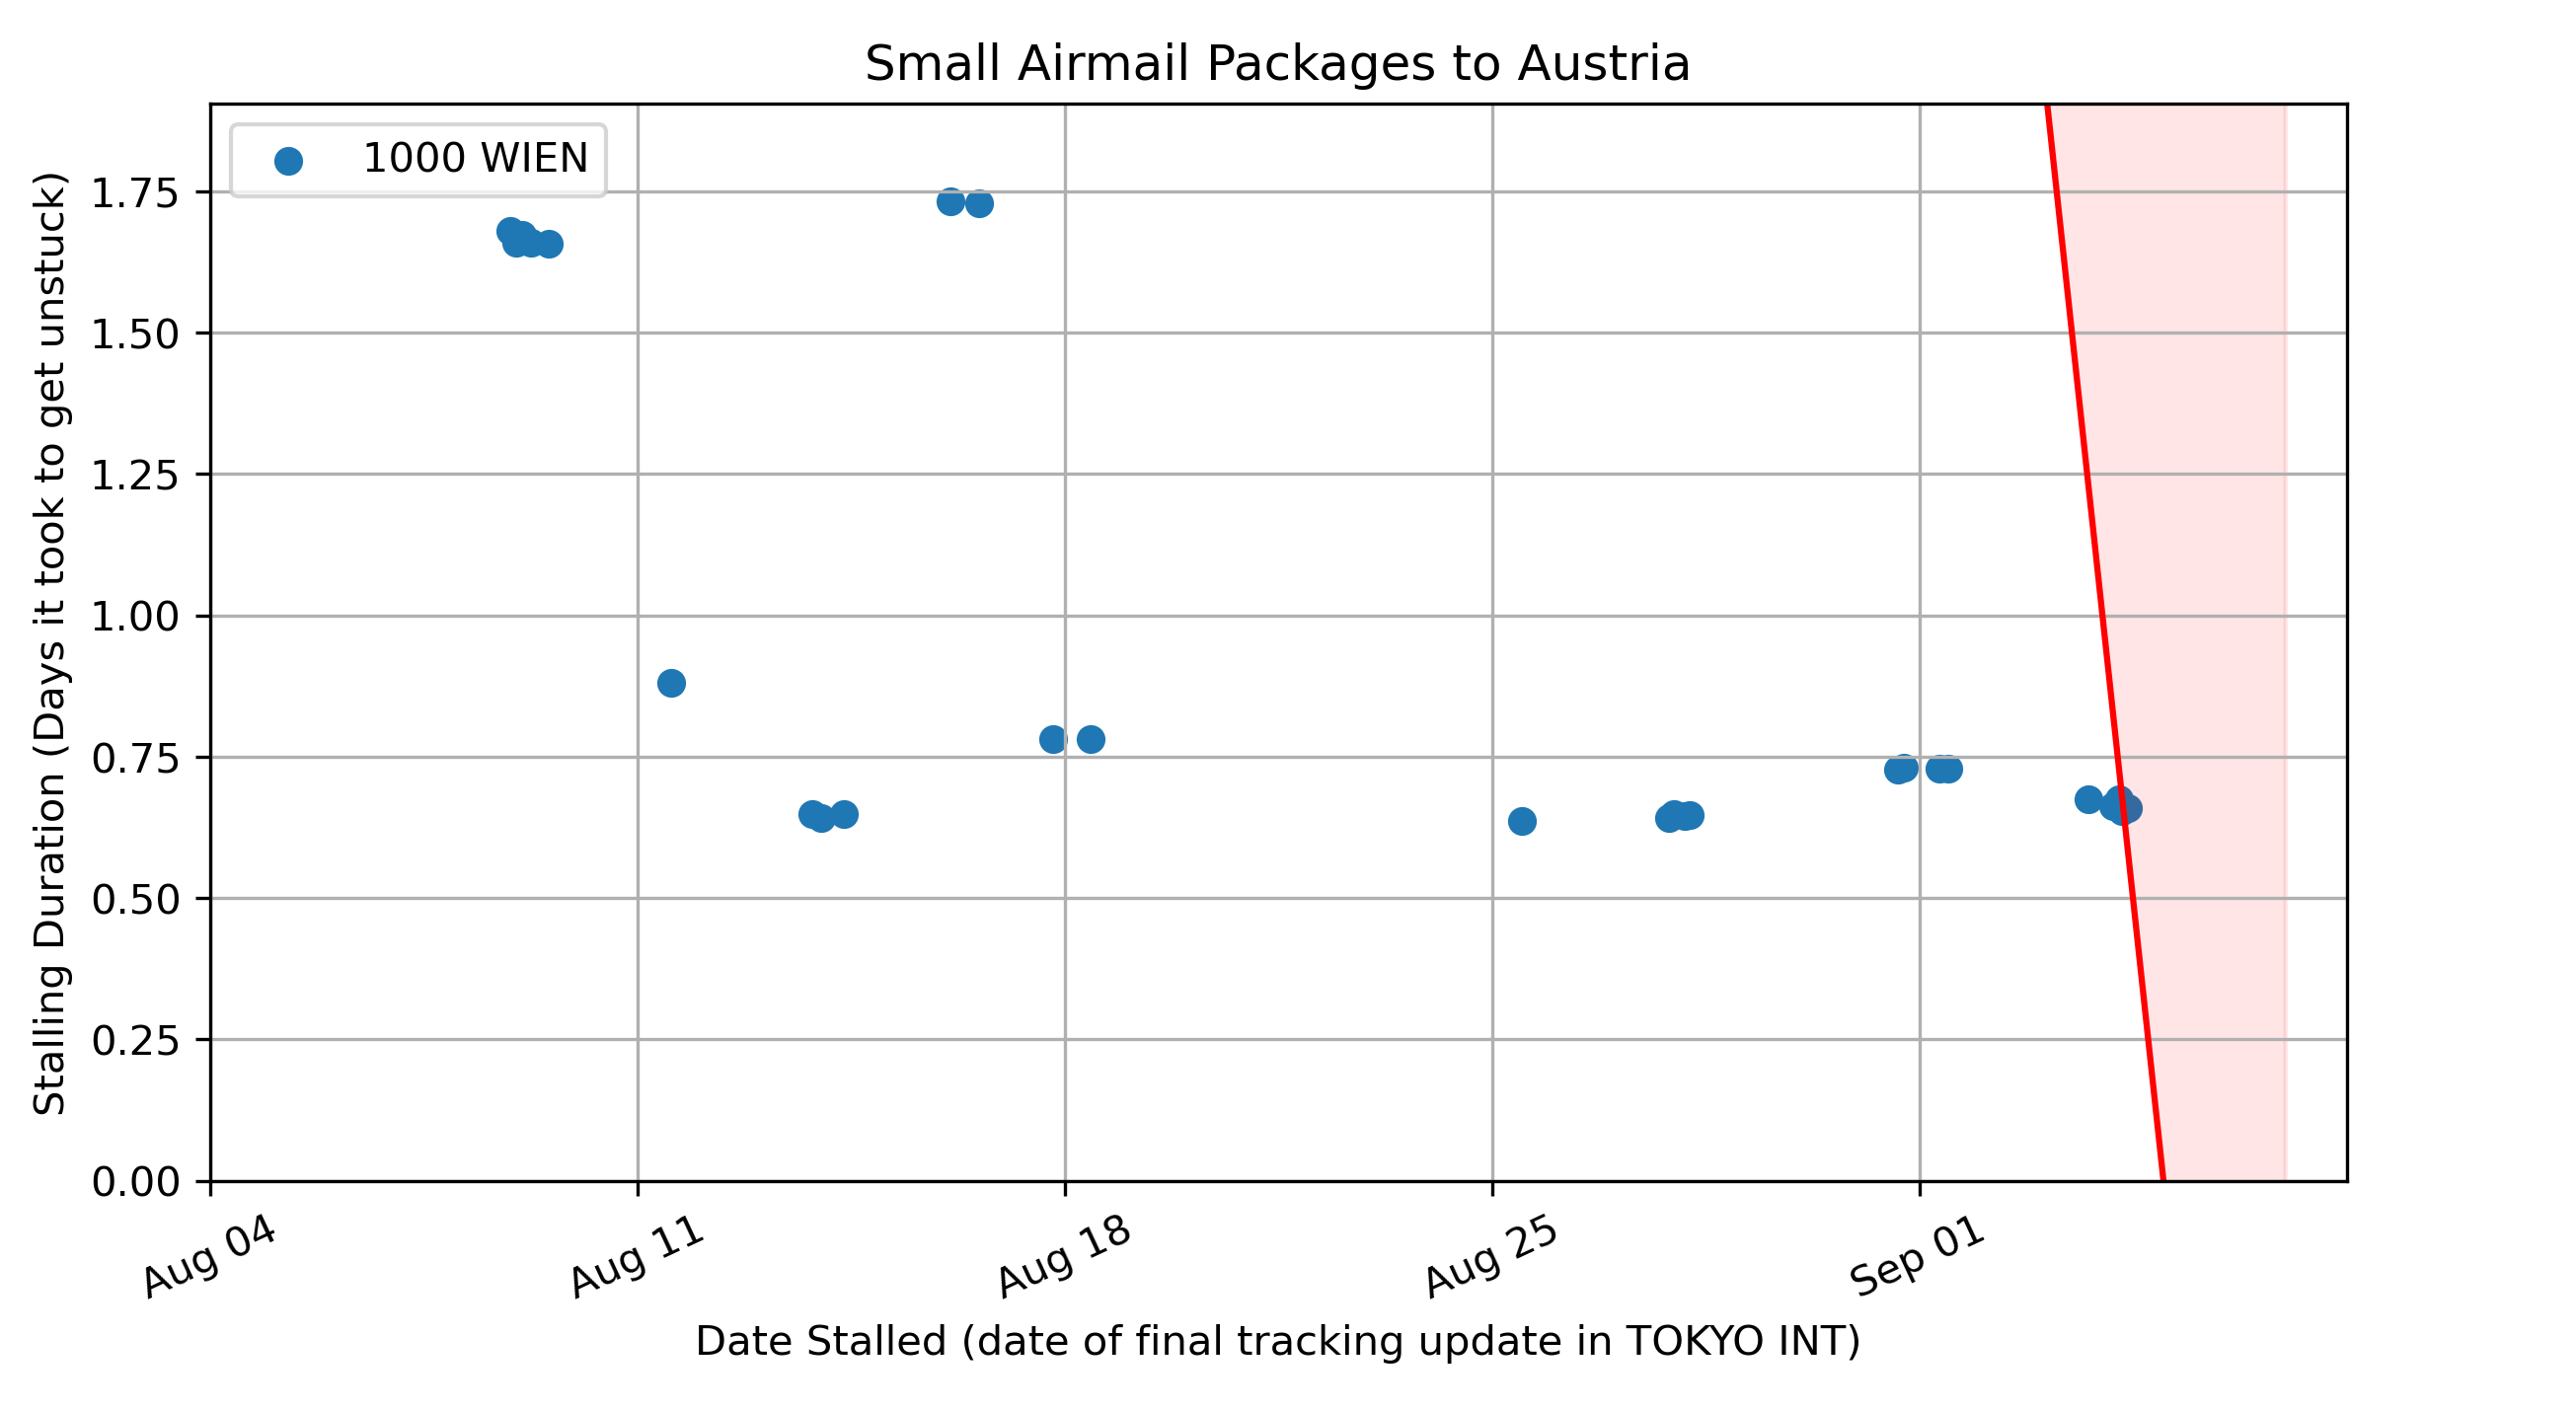 Small Airmail Packages to Austria
1000 WIEN
Stalling Duration (Days it took to get unstuck)
1.75
1.50
1.25
1.00
0.75
0.50
0.25
0.00
Aug 04
Aug 11
Aug 18
Aug 25
Sep 01
Date Stalled (date of final tracking update in TOKYO INT)